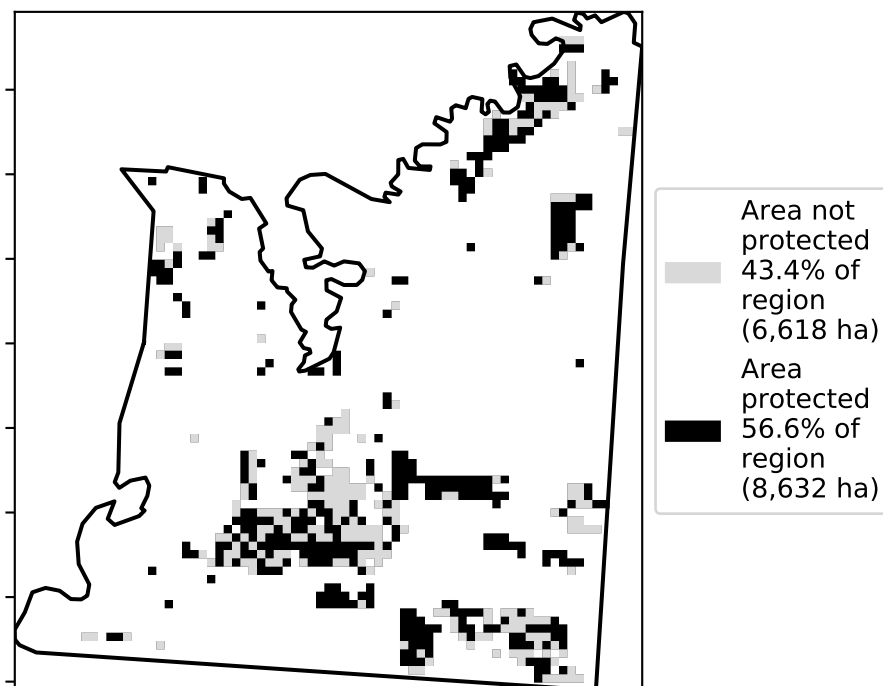 Area not
protected
43.4% of
region
(6,618 ha)
Area
protected
56.6% of
region
(8,632 ha)